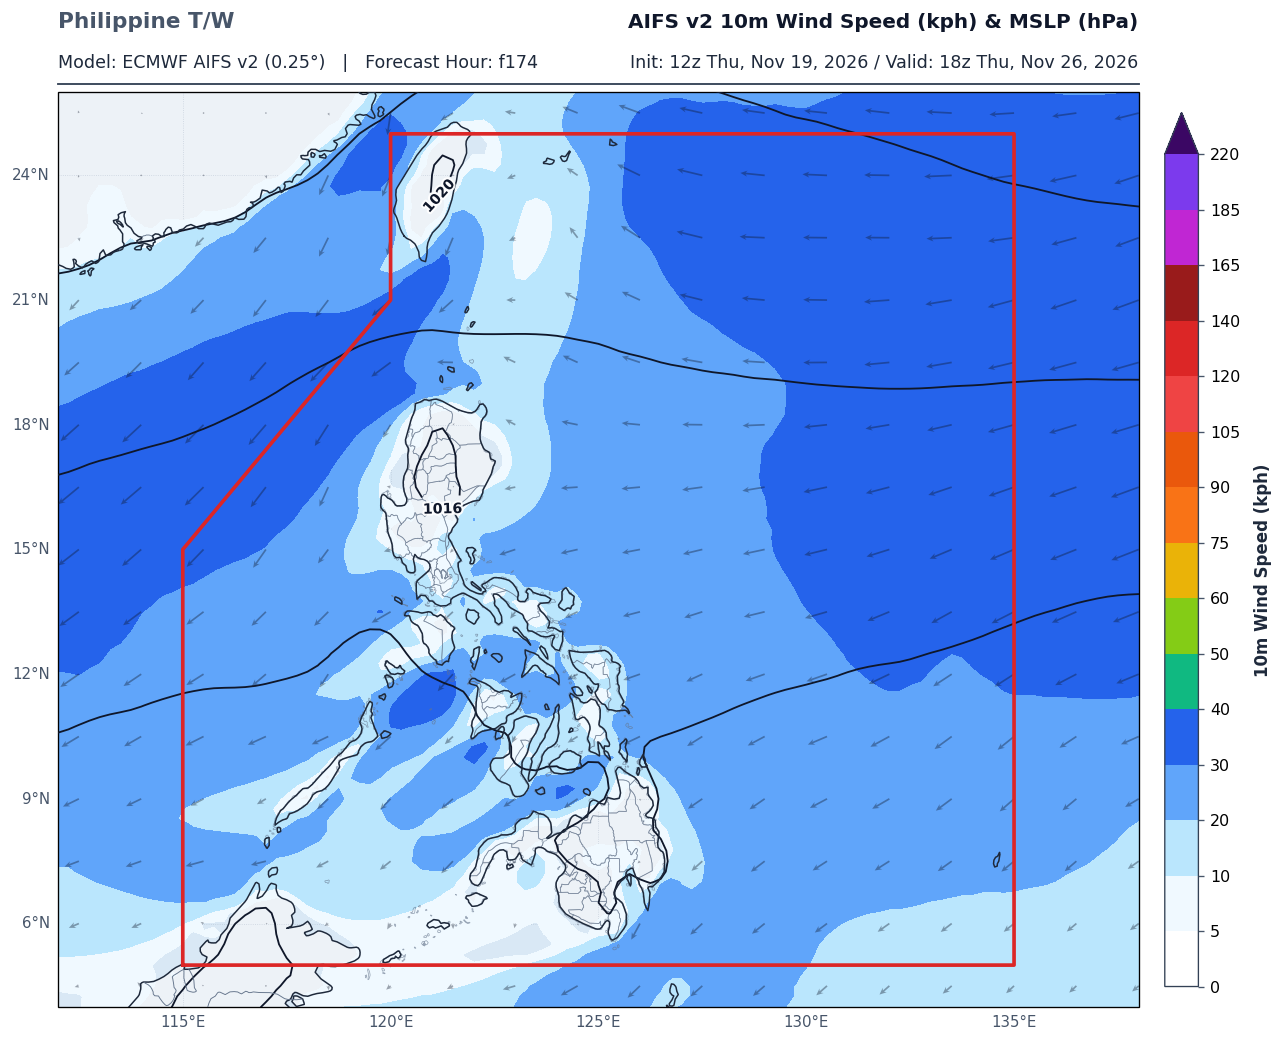 Philippine T/W
AIFS v2 10m Wind Speed (kph) & MSLP (hPa)
Model: ECMWF AIFS v2 (0.25°) | Forecast Hour: f174
Init: 12z Thu, Nov 19, 2026 / Valid: 18z Thu, Nov 26, 2026
24°N
21°N
18°N
15°N
12°N
9°N
6°N
1020
1016
115°E
120°E
125°E
130°E
135°E
220
185
165
140
120
105
90
75
60
50
40
30
20
10
5
0
10m Wind Speed (kph)